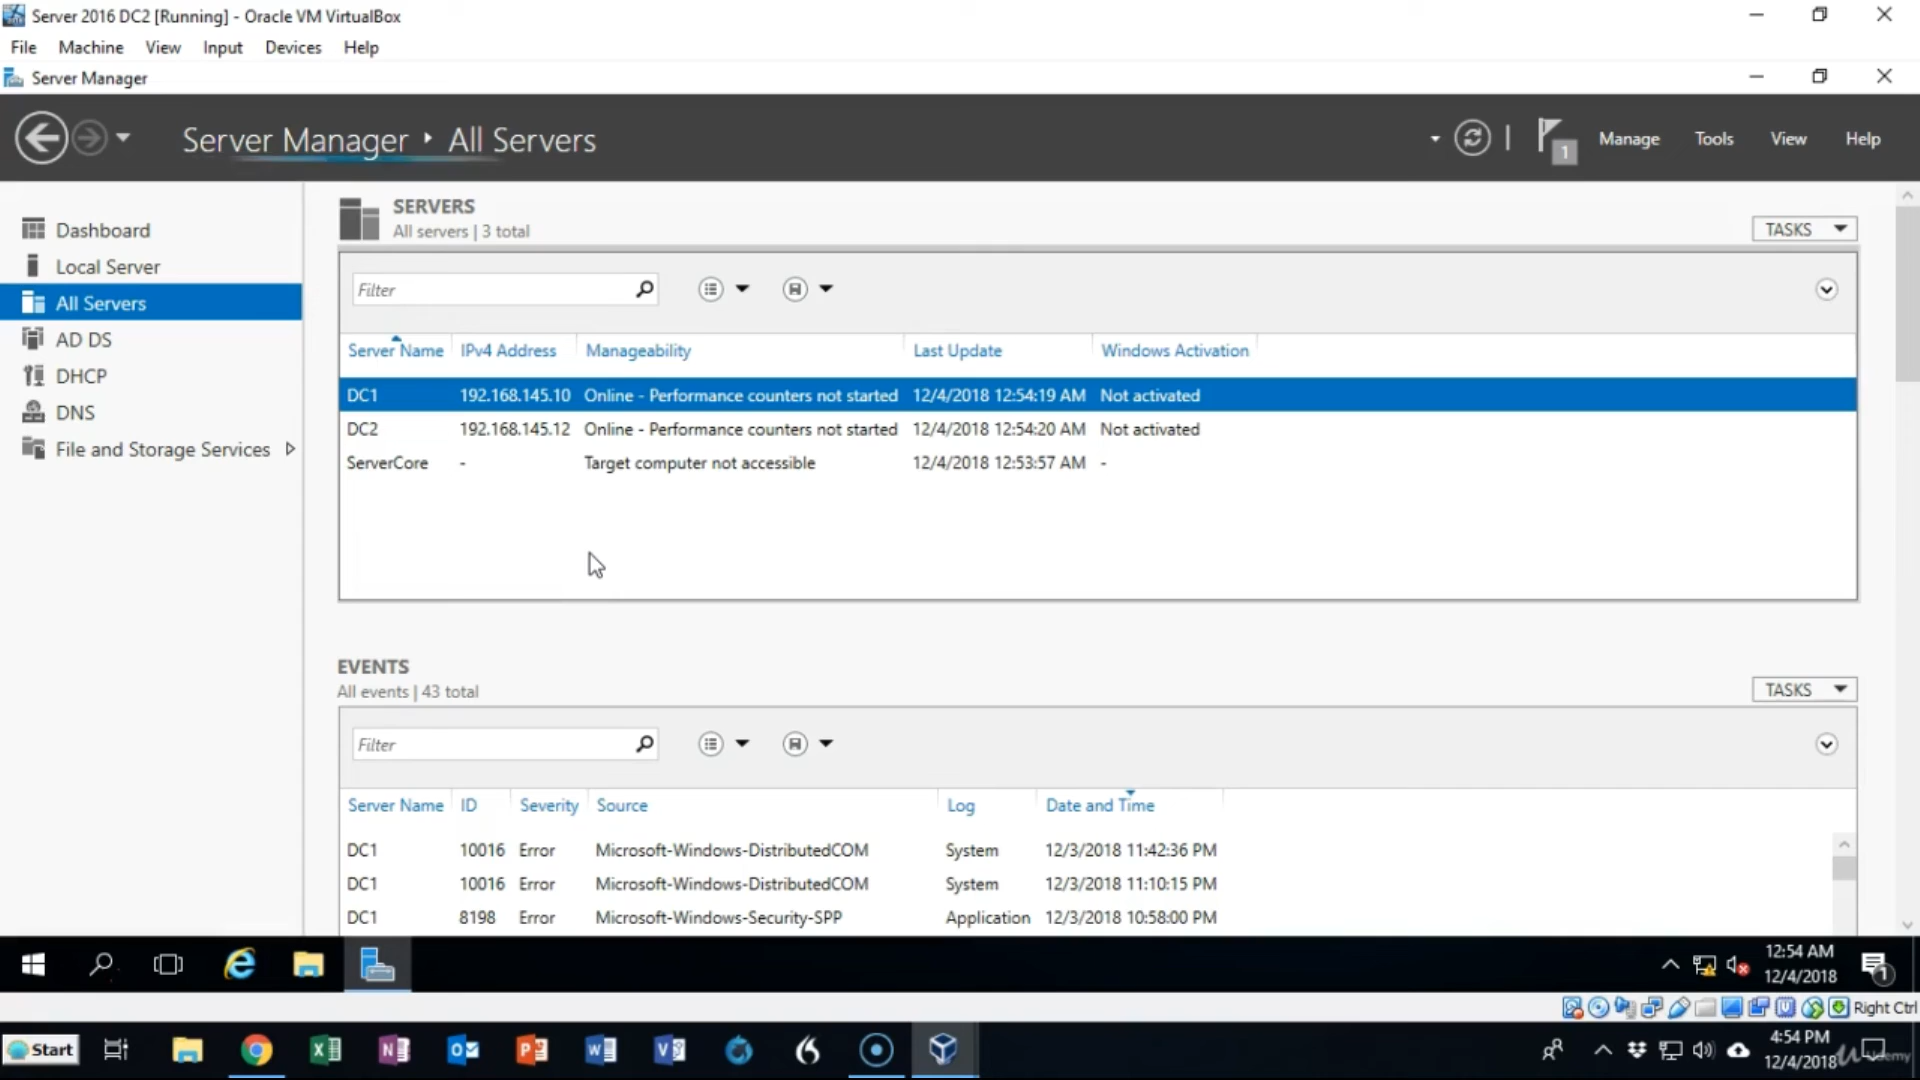 Server 2016 DC2 [Running] - Oracle VM VirtualBox
File Machine View Input Devices Help
Server Manager
Server Manager ‣ All Servers
1 Manage Tools View Help
Dashboard
Local Server
All Servers
AD DS
DHCP
DNS
File and Storage Services
SERVERS
All servers | 3 total
TASKS
Filter
Server Name IPv4 Address Manageability Last Update Windows Activation
DC1 192.168.145.10 Online - Performance counters not started 12/4/2018 12:54:19 AM Not activated
DC2 192.168.145.12 Online - Performance counters not started 12/4/2018 12:54:20 AM Not activated
ServerCore - Target computer not accessible 12/4/2018 12:53:57 AM -
EVENTS
All events | 43 total
TASKS
Filter
Server Name ID Severity Source Log Date and Time
DC1 10016 Error Microsoft-Windows-DistributedCOM System 12/3/2018 11:42:36 PM
DC1 10016 Error Microsoft-Windows-DistributedCOM System 12/3/2018 11:10:15 PM
DC1 8198 Error Microsoft-Windows-Security-SPP Application 12/3/2018 10:58:00 PM
12:54 AM
12/4/2018
1
Right Ctrl
Start
4:54 PM
12/4/2018
Udemy